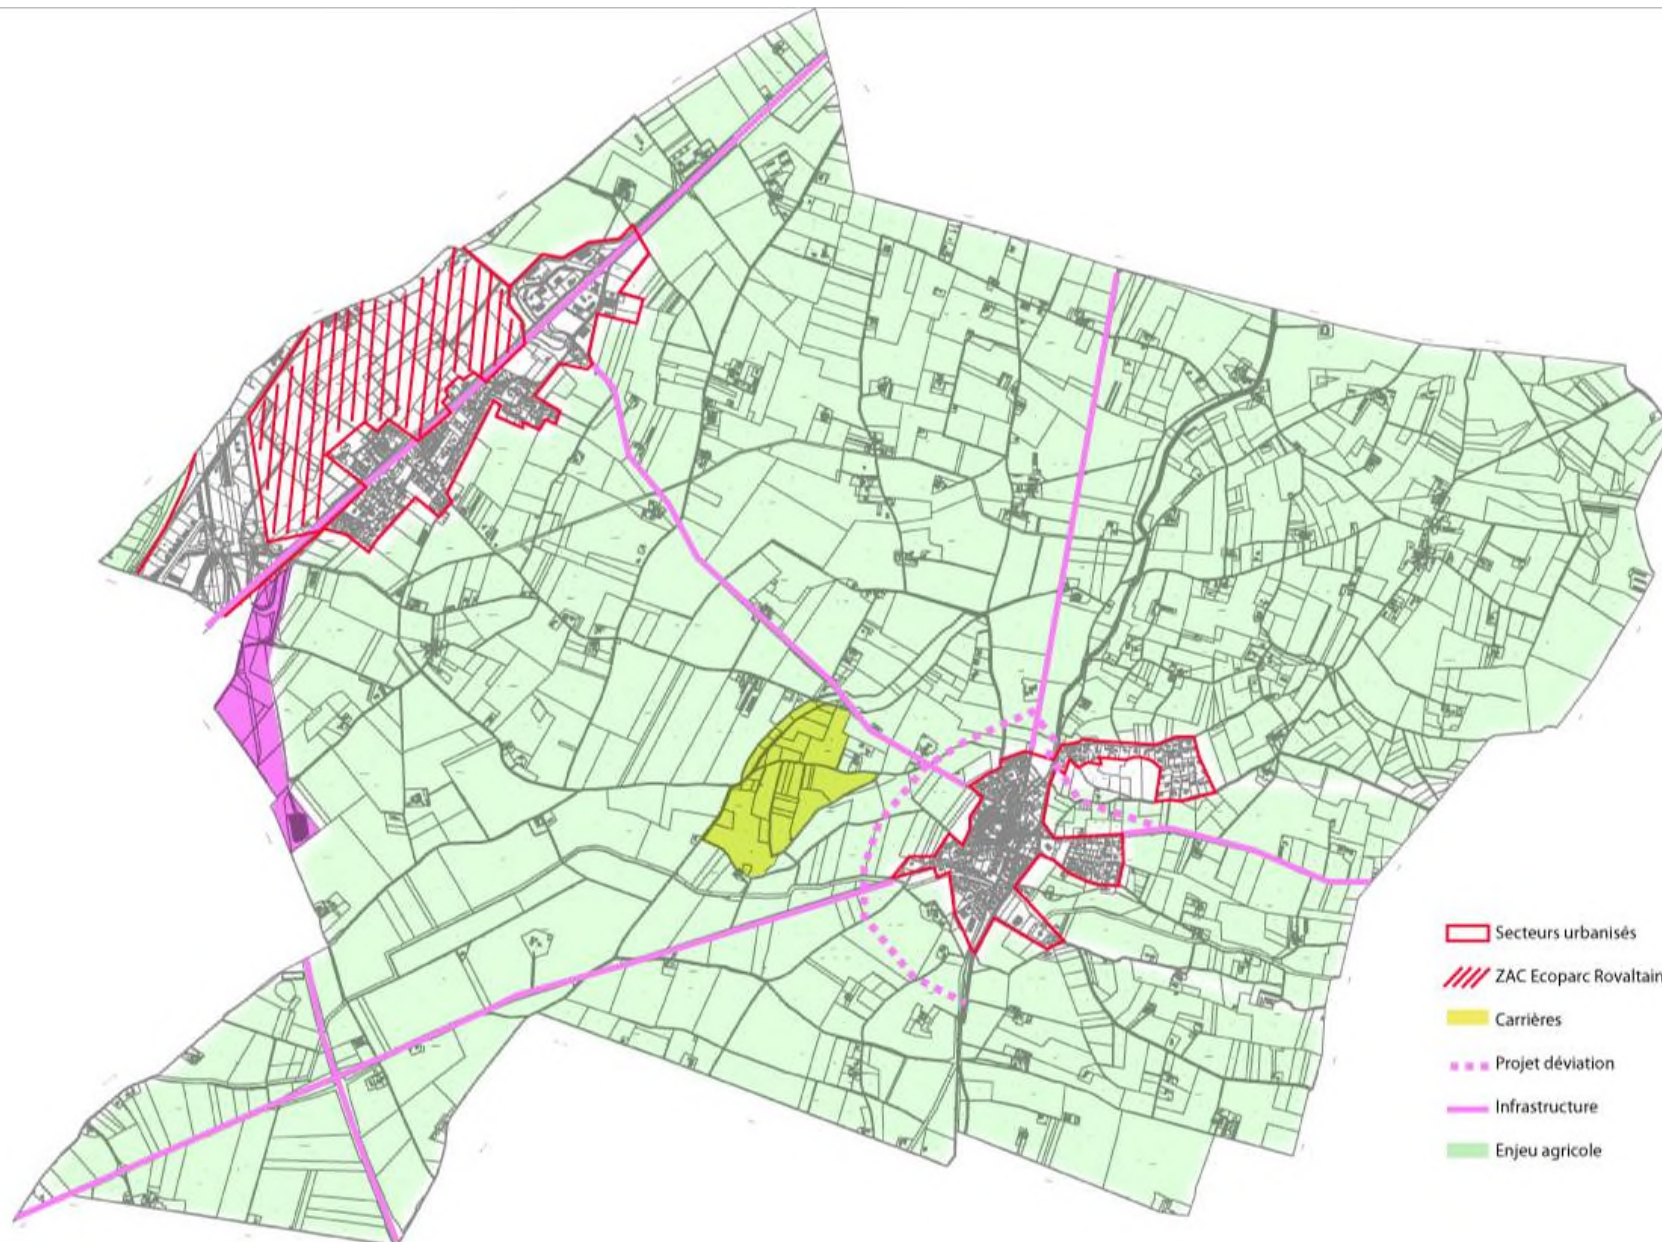 Secteurs urbanisés
ZAC Ecoparc Rovaltain
Carrières
Projet déviation
Infrastructure
Enjeu agricole